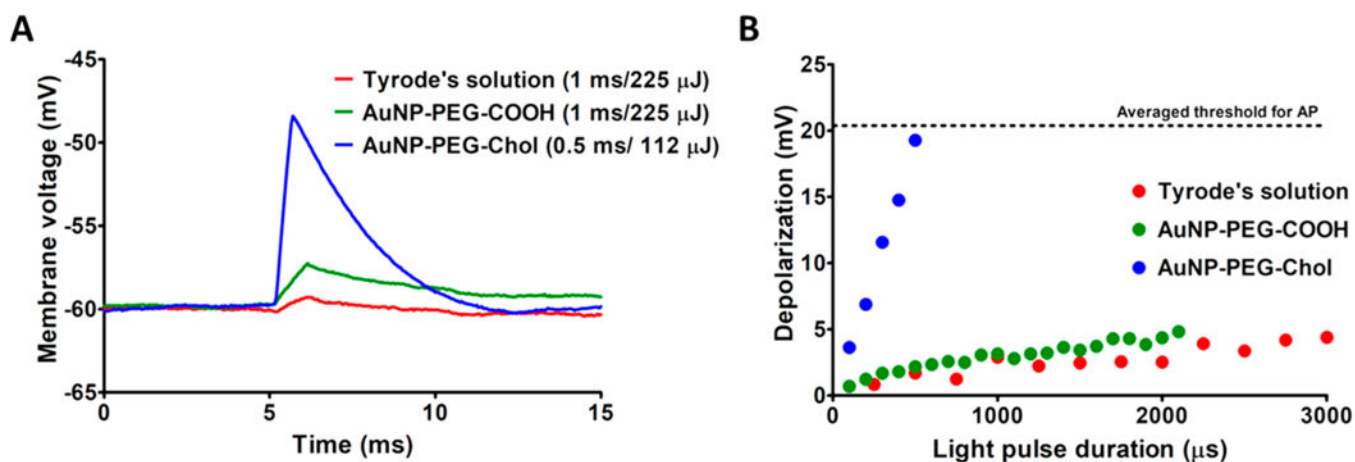 A
Membrane voltage (mV)
-45
-50
-55
-60
-65
Tyrode's solution (1 ms/225 μJ)
AuNP-PEG-COOH (1 ms/225 μJ)
AuNP-PEG-Chol (0.5 ms/ 112 μJ)
0
5
10
15
Time (ms)
B
Depolarization (mV)
25
20
15
10
5
0
Averaged threshold for AP
Tyrode's solution
AuNP-PEG-COOH
AuNP-PEG-Chol
0
1000
2000
3000
Light pulse duration (μs)